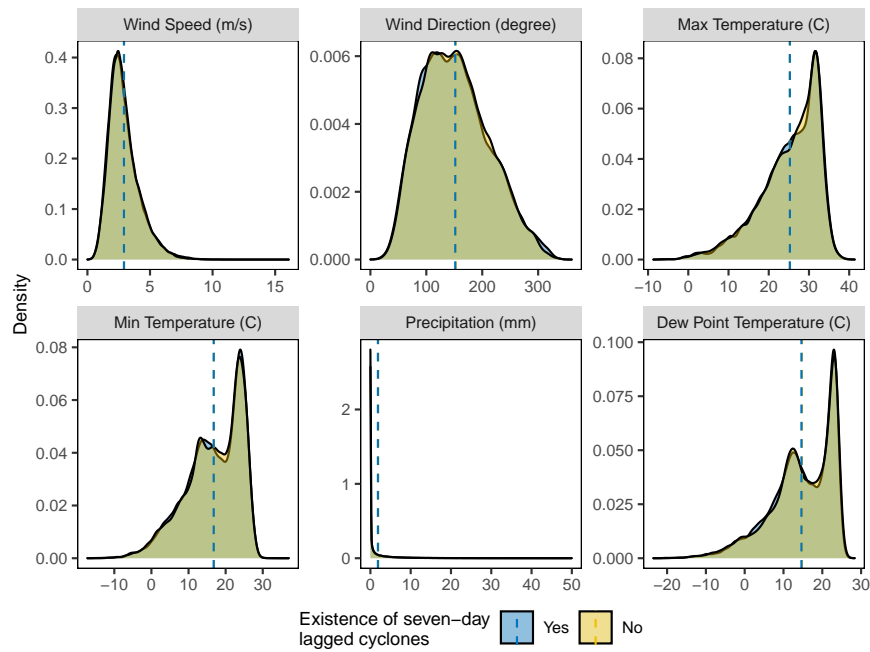 Wind Speed (m/s)
Wind Direction (degree)
Max Temperature (C)
0.4
0.3
0.2
0.1
0.0
0 5 10 15
0.006
0.004
0.002
0.000
0 100 200 300
0.08
0.06
0.04
0.02
0.00
−10 0 10 20 30 40
Density
Min Temperature (C)
Precipitation (mm)
Dew Point Temperature (C)
0.08
0.06
0.04
0.02
0.00
−10 0 10 20 30
2
1
0
0 10 20 30 40 50
0.100
0.075
0.050
0.025
0.000
−20 −10 0 10 20 30
Existence of seven−day
lagged cyclones
Yes
No